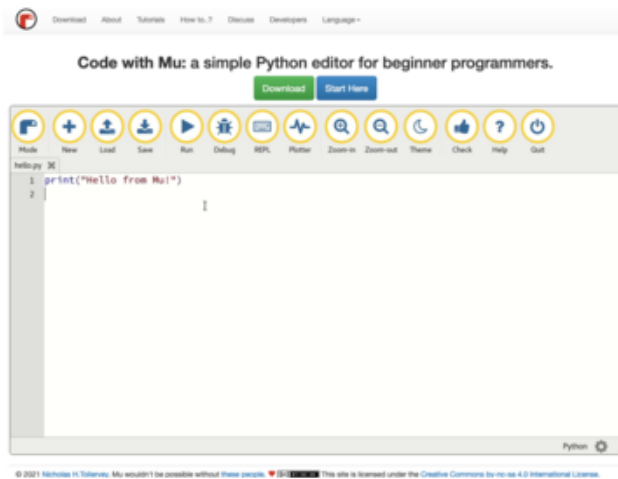 Download About Tutorials How to..? Discuss Developers Language
Code with Mu: a simple Python editor for beginner programmers.
Download Start Here
Mode New Load Save Run Debug REPL Plotter Zoom-in Zoom-out Theme Check Help Quit
hello.py
1 print("Hello from Mu!")
2
Python
© 2021 Nicholas H.Tollervey. Mu wouldn't be possible without these people. This site is licensed under the Creative Commons by-nc-sa 4.0 International License.